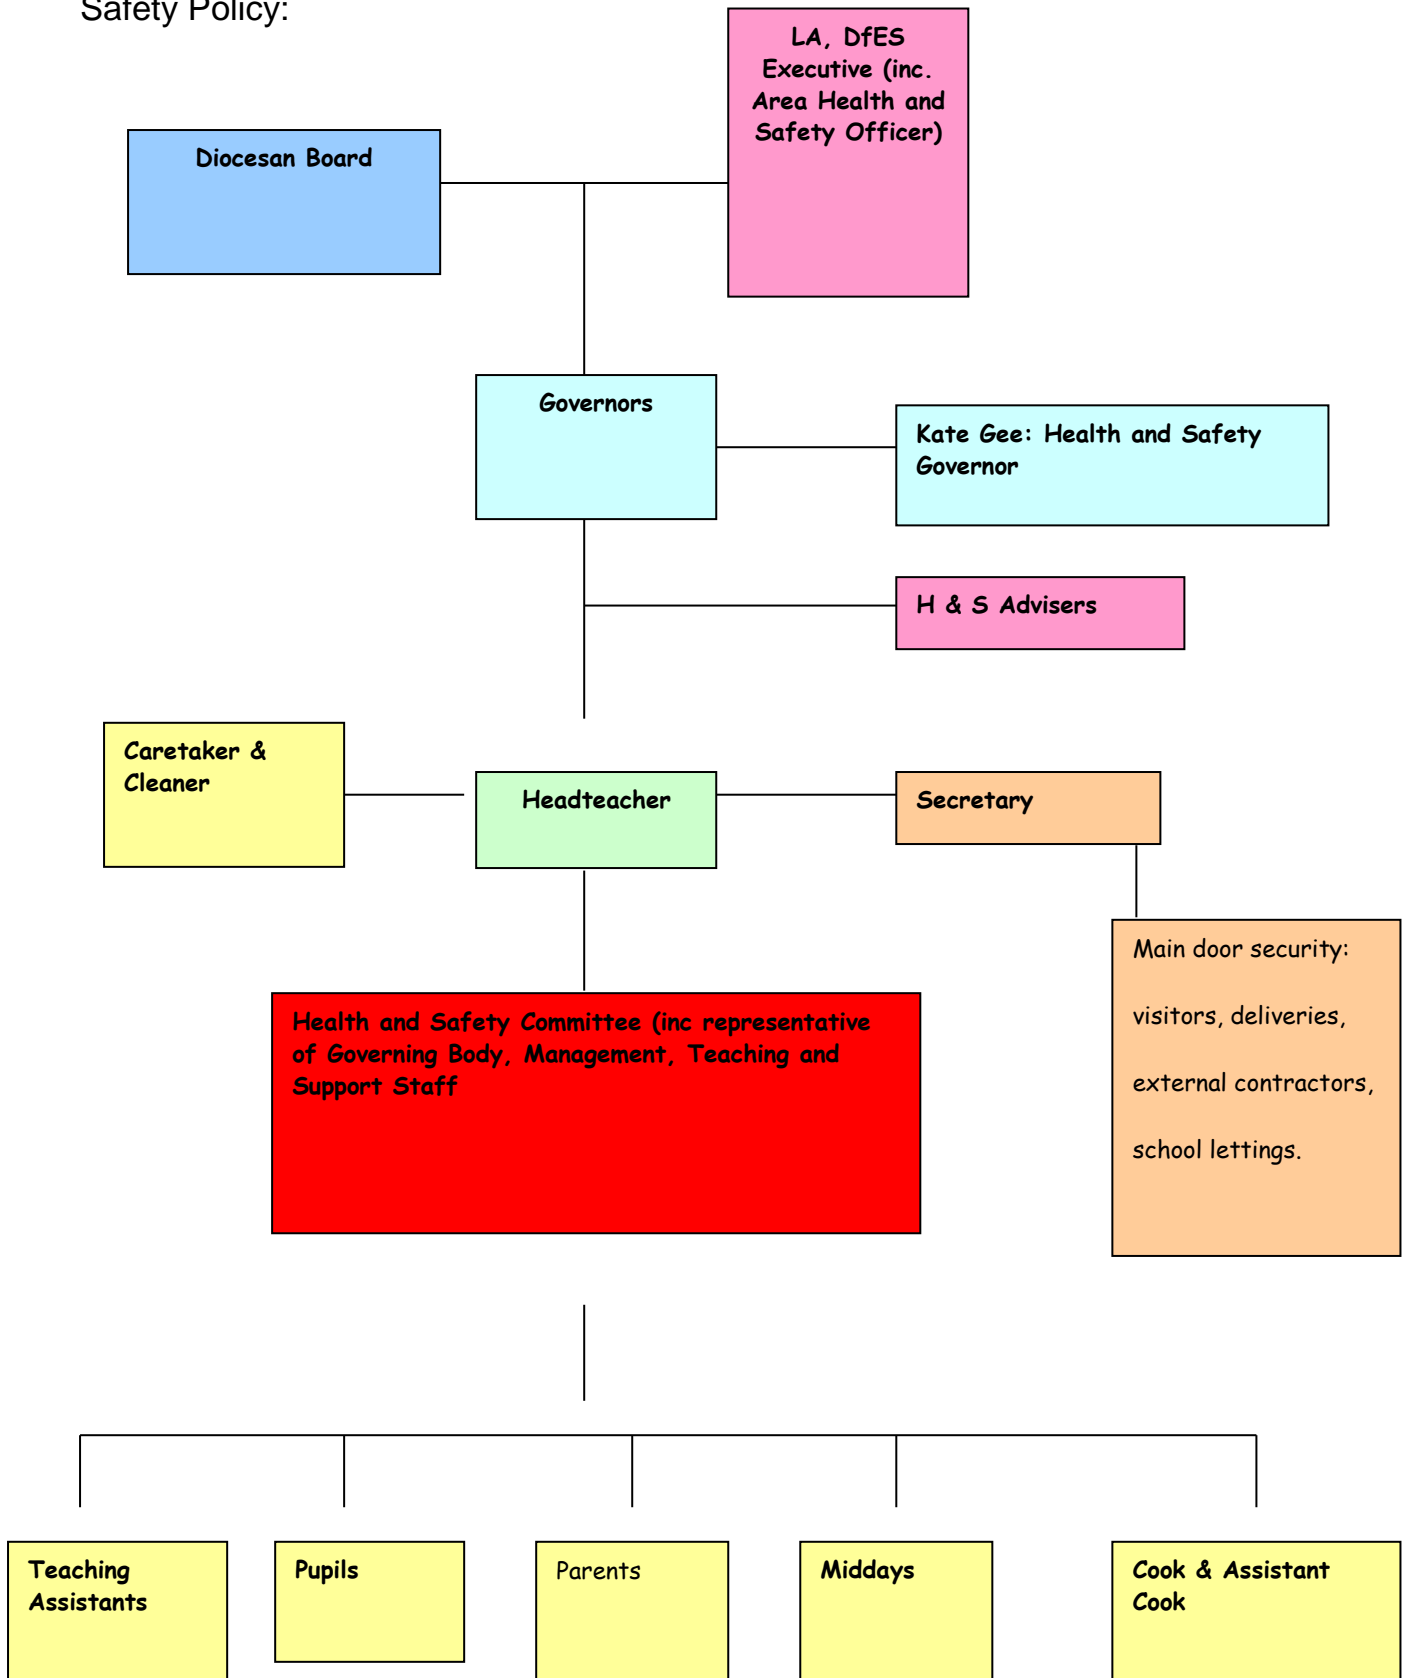 Safety Policy:
LA, DfES
Executive (inc.
Area Health and
Safety Officer)
Diocesan Board
Governors
Kate Gee: Health and Safety
Governor
H & S Advisers
Caretaker &
Cleaner
Headteacher
Secretary
Main door security:
visitors, deliveries,
external contractors,
school lettings.
Health and Safety Committee (inc representative
of Governing Body, Management, Teaching and
Support Staff
Teaching
Assistants
Pupils
Parents
Middays
Cook & Assistant
Cook